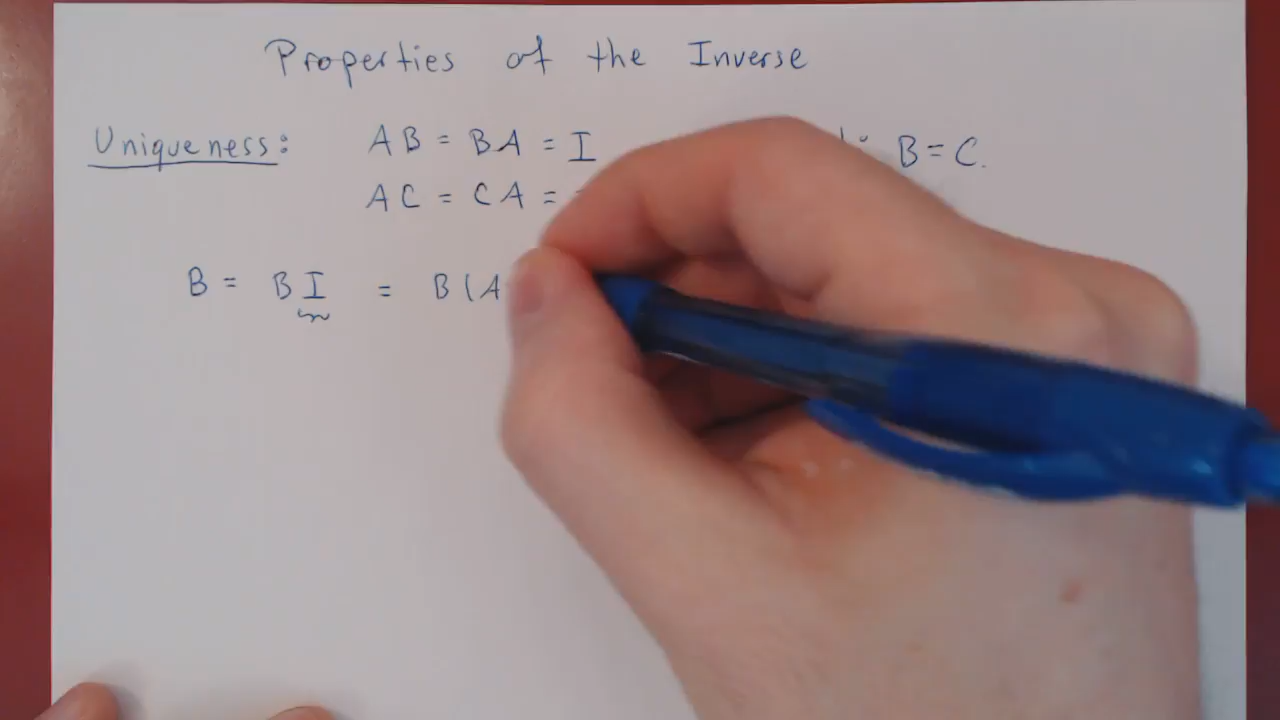 Properties of the Inverse
Uniqueness: AB = BA = I B = C.
AC = CA =
B = BI = B(A